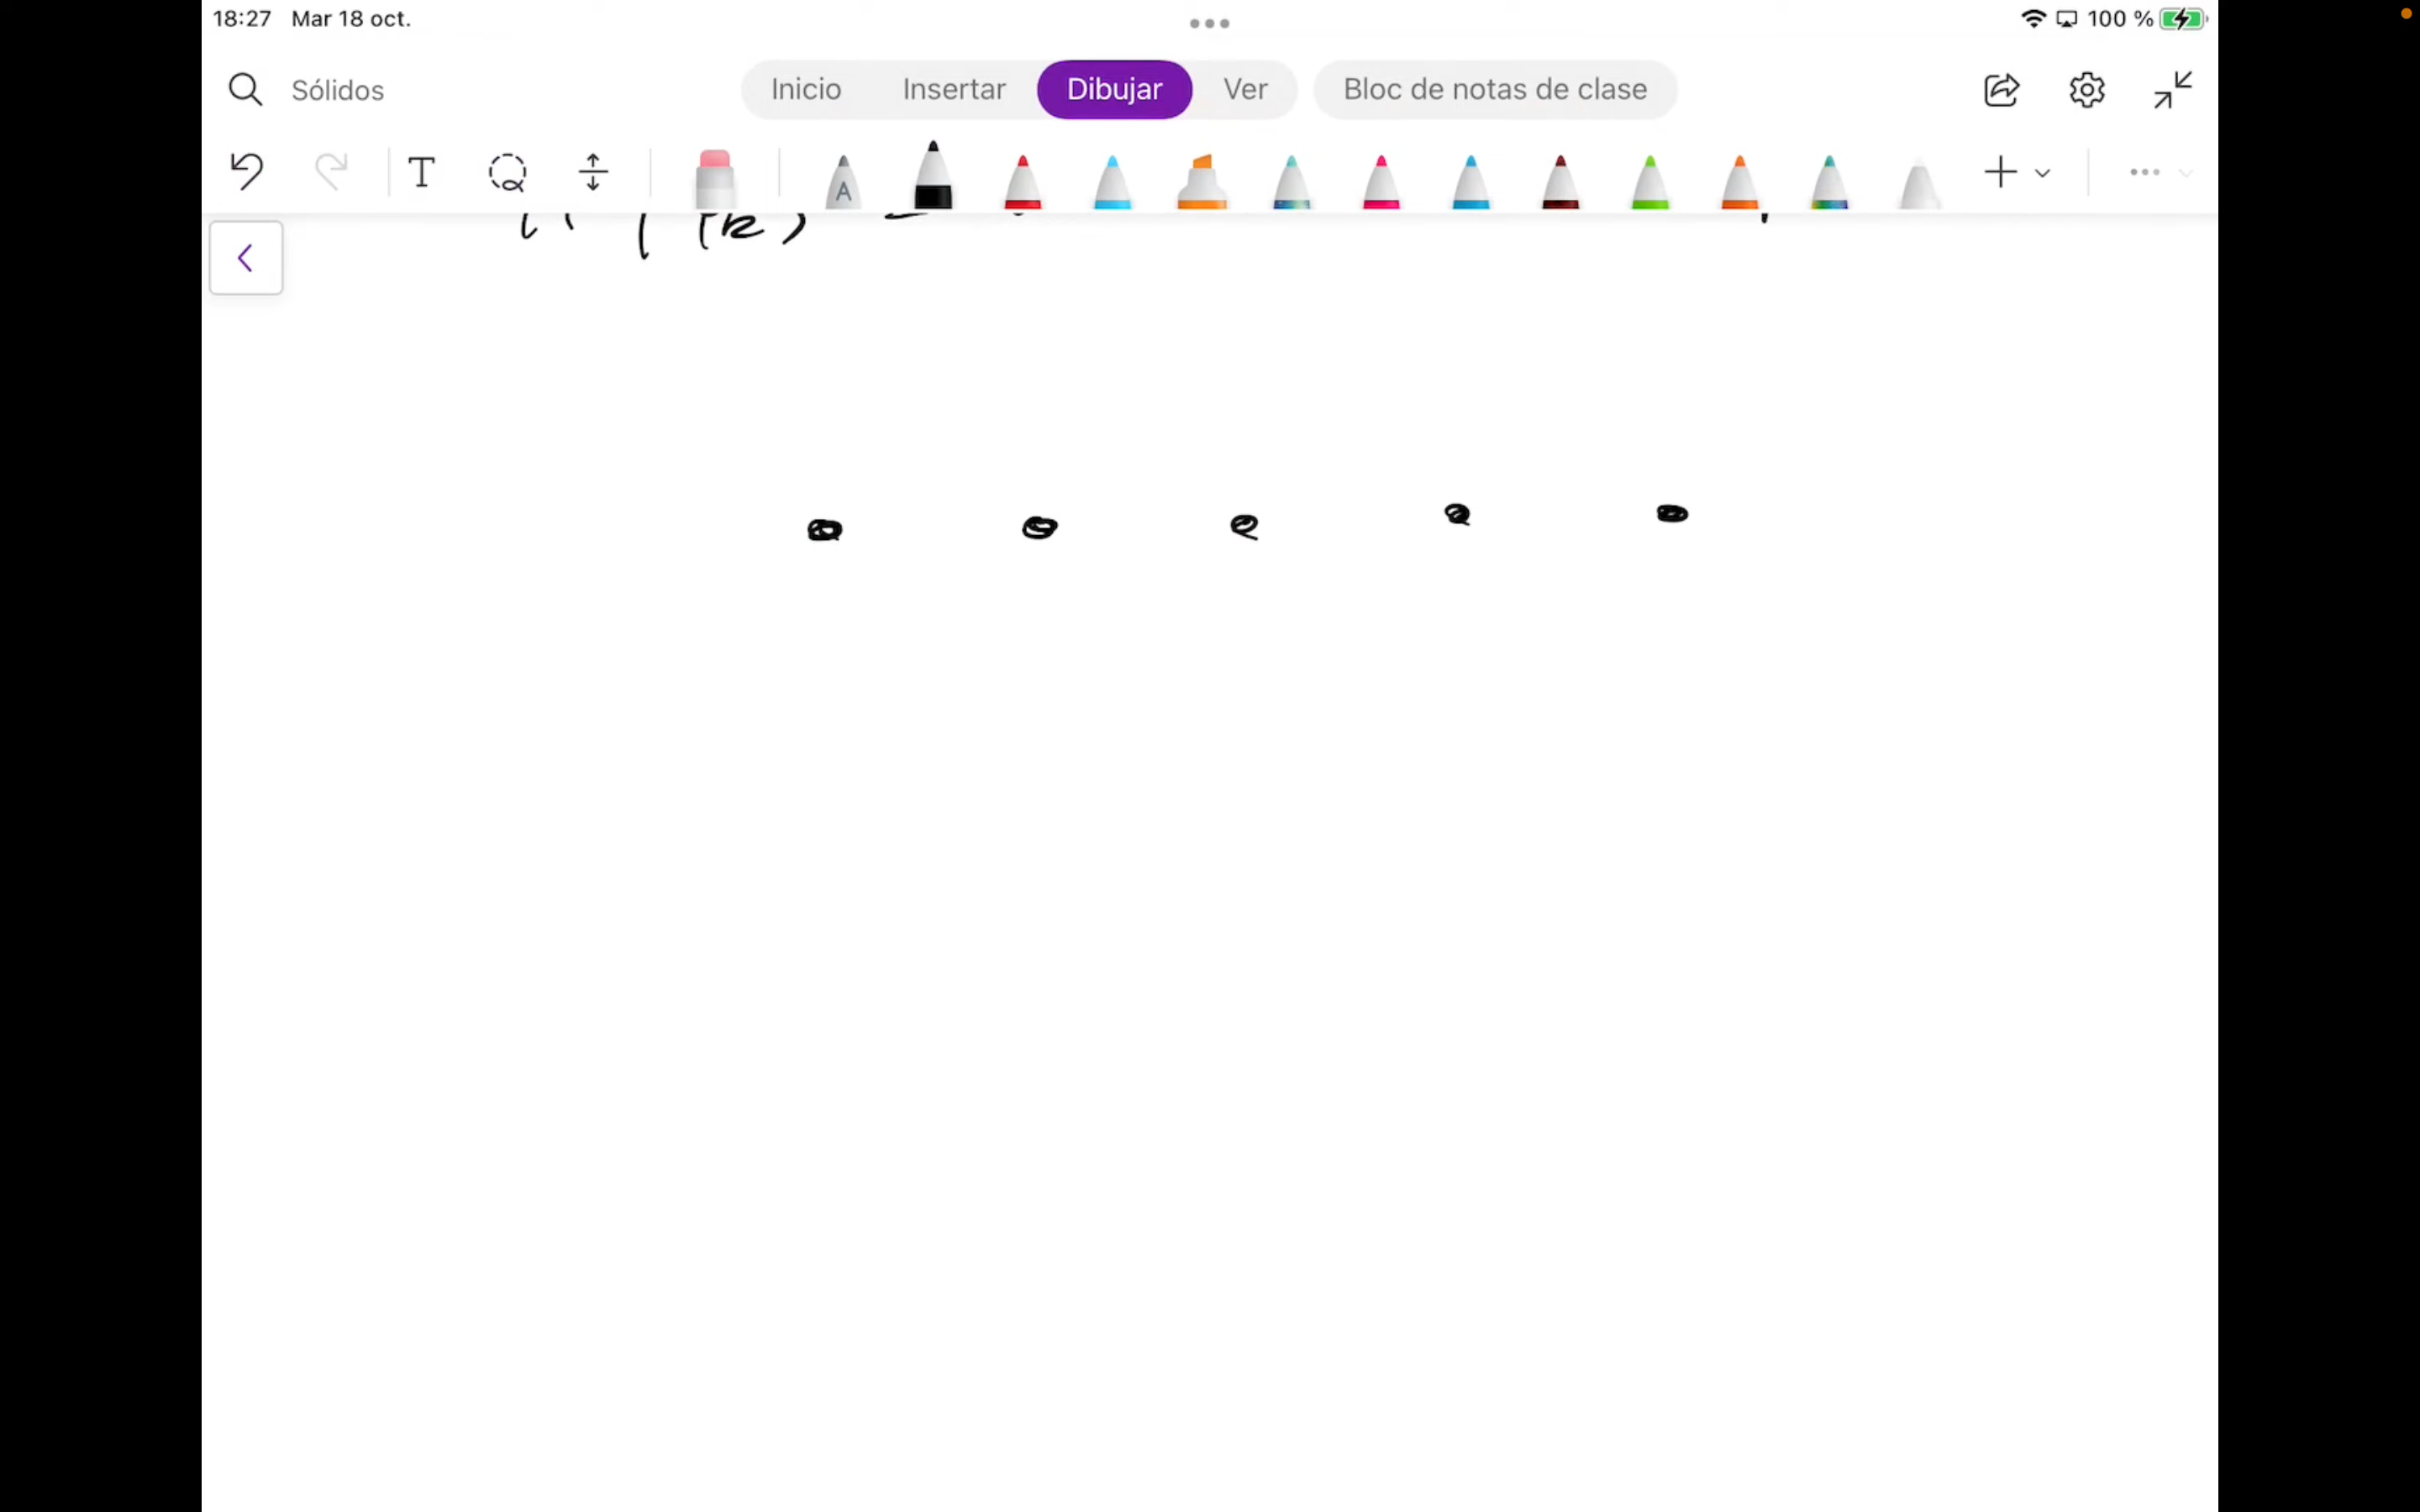 18:27 Mar 18 oct. 100 %
Sólidos Inicio Insertar Dibujar Ver Bloc de notas de clase
T A
(k)